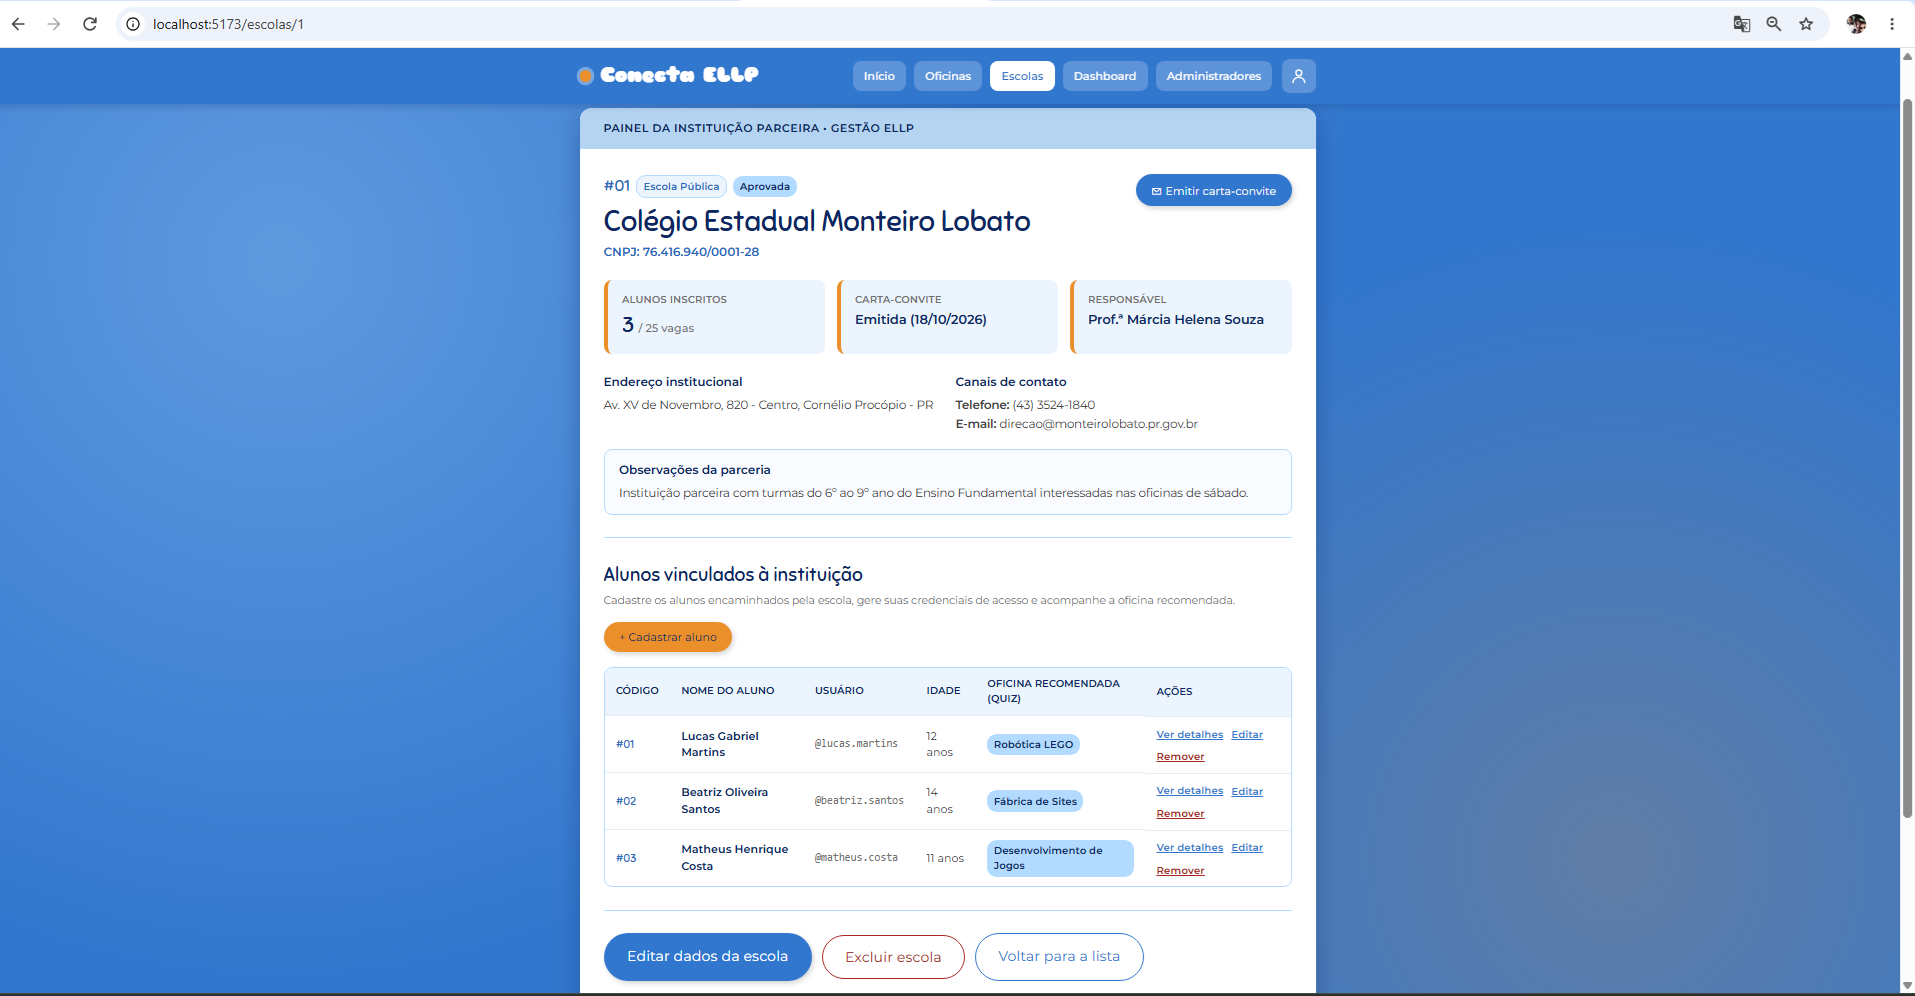 localhost:5173/escolas/1
Conecta ELLP
Início
Oficinas
Escolas
Dashboard
Administradores
PAINEL DA INSTITUIÇÃO PARCEIRA • GESTÃO ELLP
#01 Escola Pública Aprovada
Emitir carta-convite
Colégio Estadual Monteiro Lobato
CNPJ: 76.416.940/0001-28
ALUNOS INSCRITOS
3 / 25 vagas
CARTA-CONVITE
Emitida (18/10/2026)
RESPONSÁVEL
Prof.ª Márcia Helena Souza
Endereço institucional
Av. XV de Novembro, 820 - Centro, Cornélio Procópio - PR
Canais de contato
Telefone: (43) 3524-1840
E-mail: direcao@monteirolobato.pr.gov.br
Observações da parceria
Instituição parceira com turmas do 6º ao 9º ano do Ensino Fundamental interessadas nas oficinas de sábado.
Alunos vinculados à instituição
Cadastre os alunos encaminhados pela escola, gere suas credenciais de acesso e acompanhe a oficina recomendada.
+ Cadastrar aluno
CÓDIGO
NOME DO ALUNO
USUÁRIO
IDADE
OFICINA RECOMENDADA
(QUIZ)
AÇÕES
#01
Lucas Gabriel
Martins
@lucas.martins
12
anos
Robótica LEGO
Ver detalhes Editar
Remover
#02
Beatriz Oliveira
Santos
@beatriz.santos
14
anos
Fábrica de Sites
Ver detalhes Editar
Remover
#03
Matheus Henrique
Costa
@matheus.costa
11 anos
Desenvolvimento de
Jogos
Ver detalhes Editar
Remover
Editar dados da escola
Excluir escola
Voltar para a lista